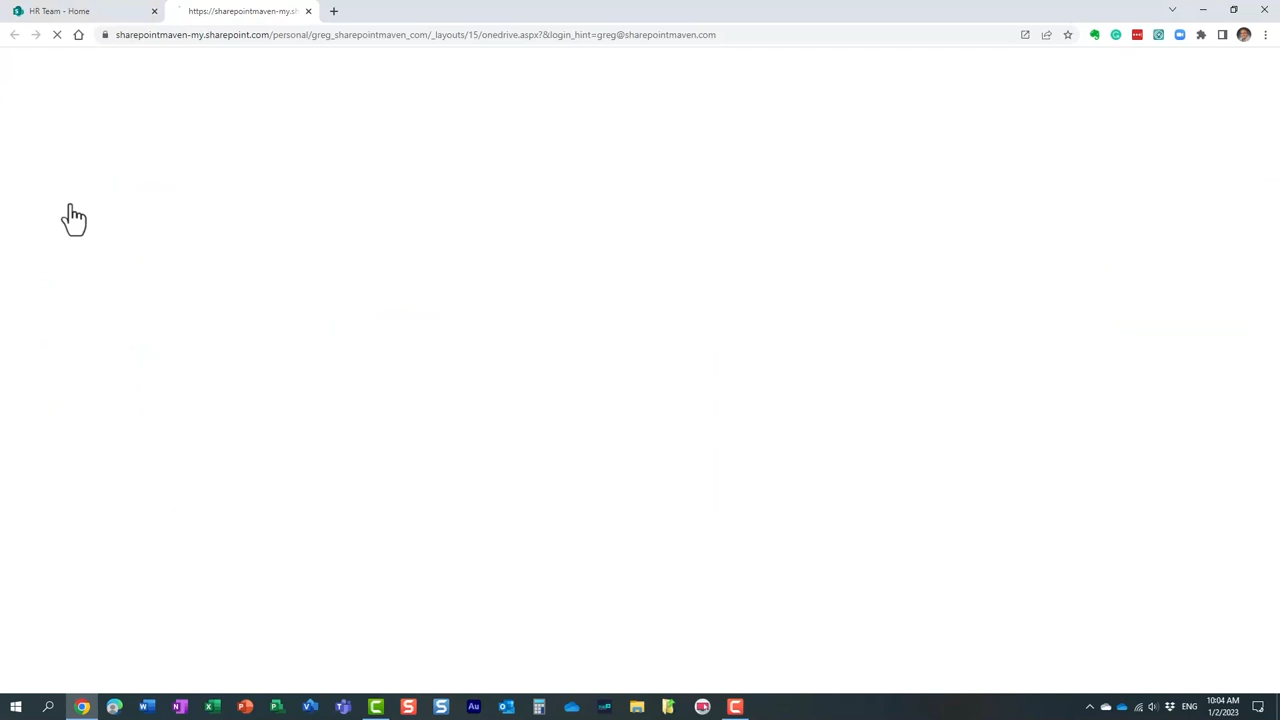 HR Team - Home
https://sharepointmaven-my.sh
sharepointmaven-my.sharepoint.com/personal/greg_sharepointmaven_com/_layouts/15/onedrive.aspx?&login_hint=greg@sharepointmaven.com
ENG
10:04 AM
1/2/2023